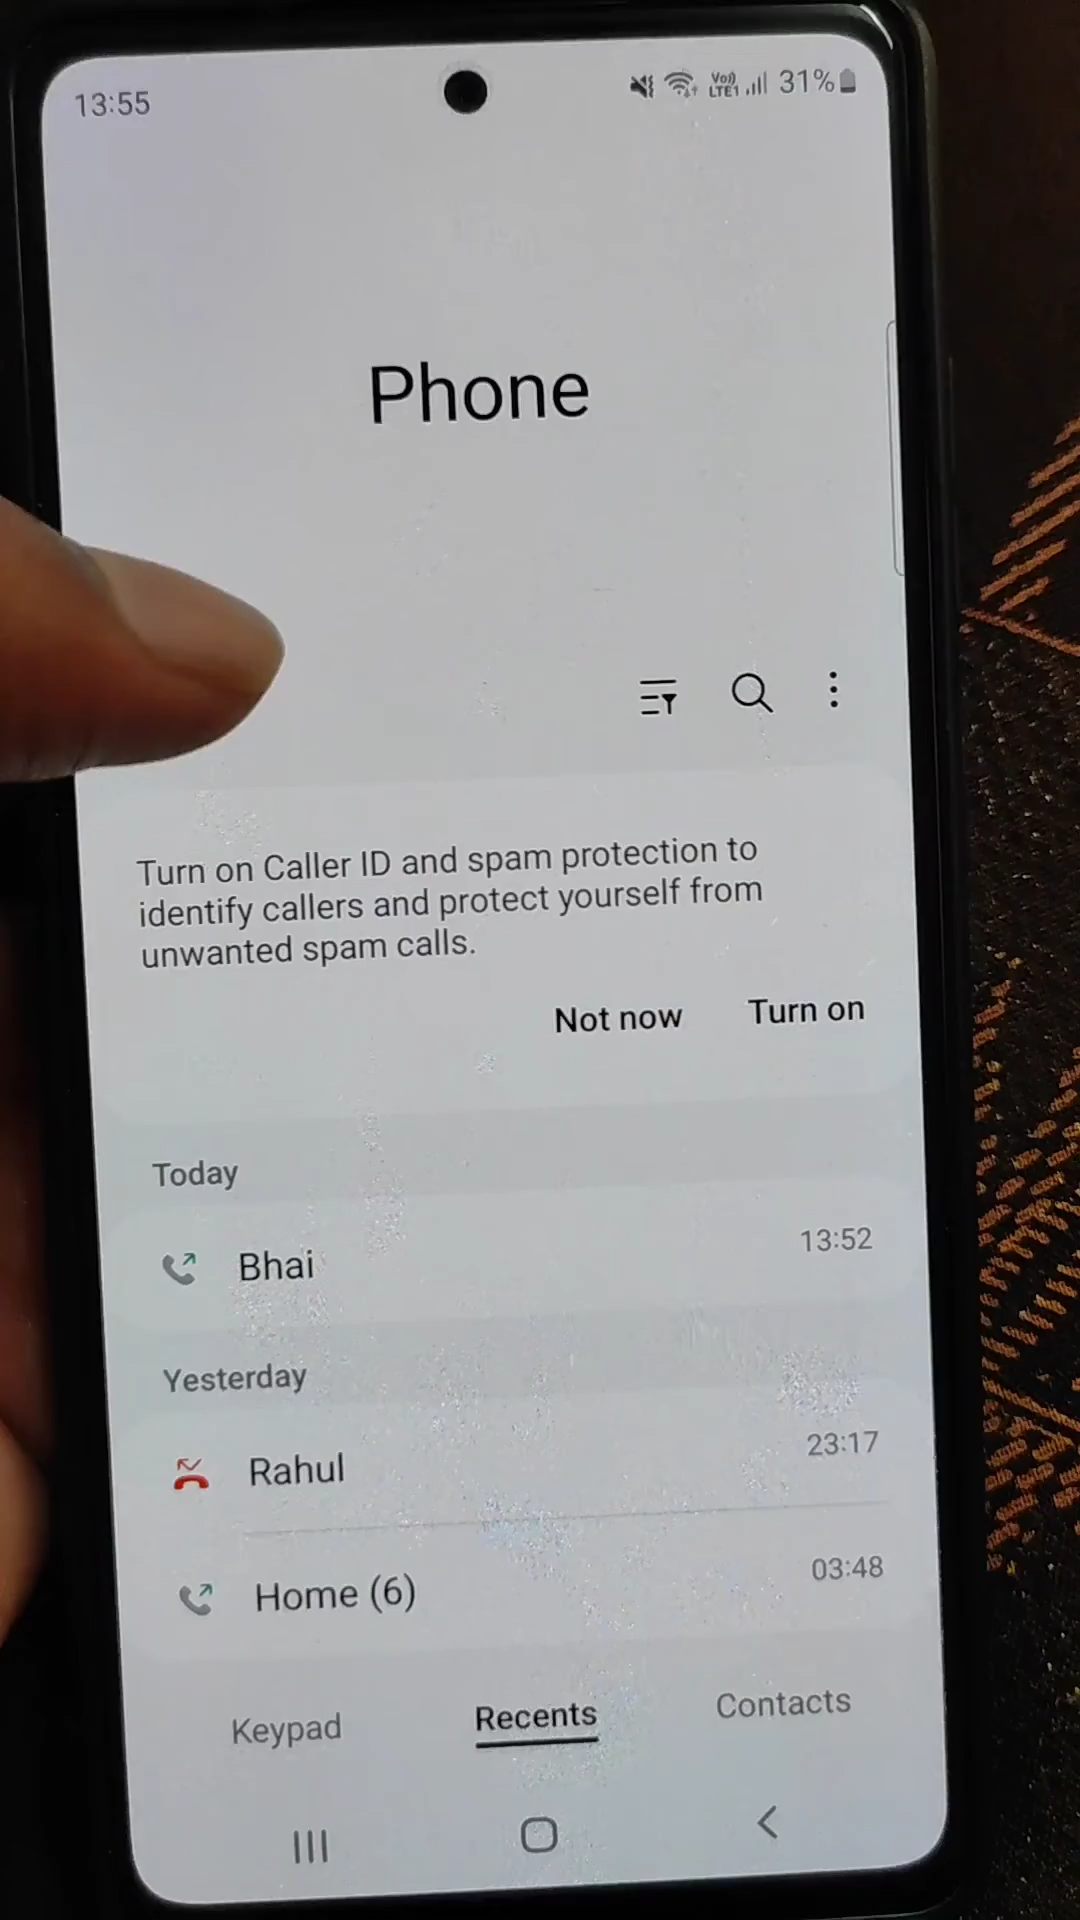 13:55
Vo))
LTE1
31%
Phone
Turn on Caller ID and spam protection to
identify callers and protect yourself from
unwanted spam calls.
Not now
Turn on
Today
Bhai
13:52
Yesterday
Rahul
23:17
Home (6)
03:48
Keypad
Recents
Contacts